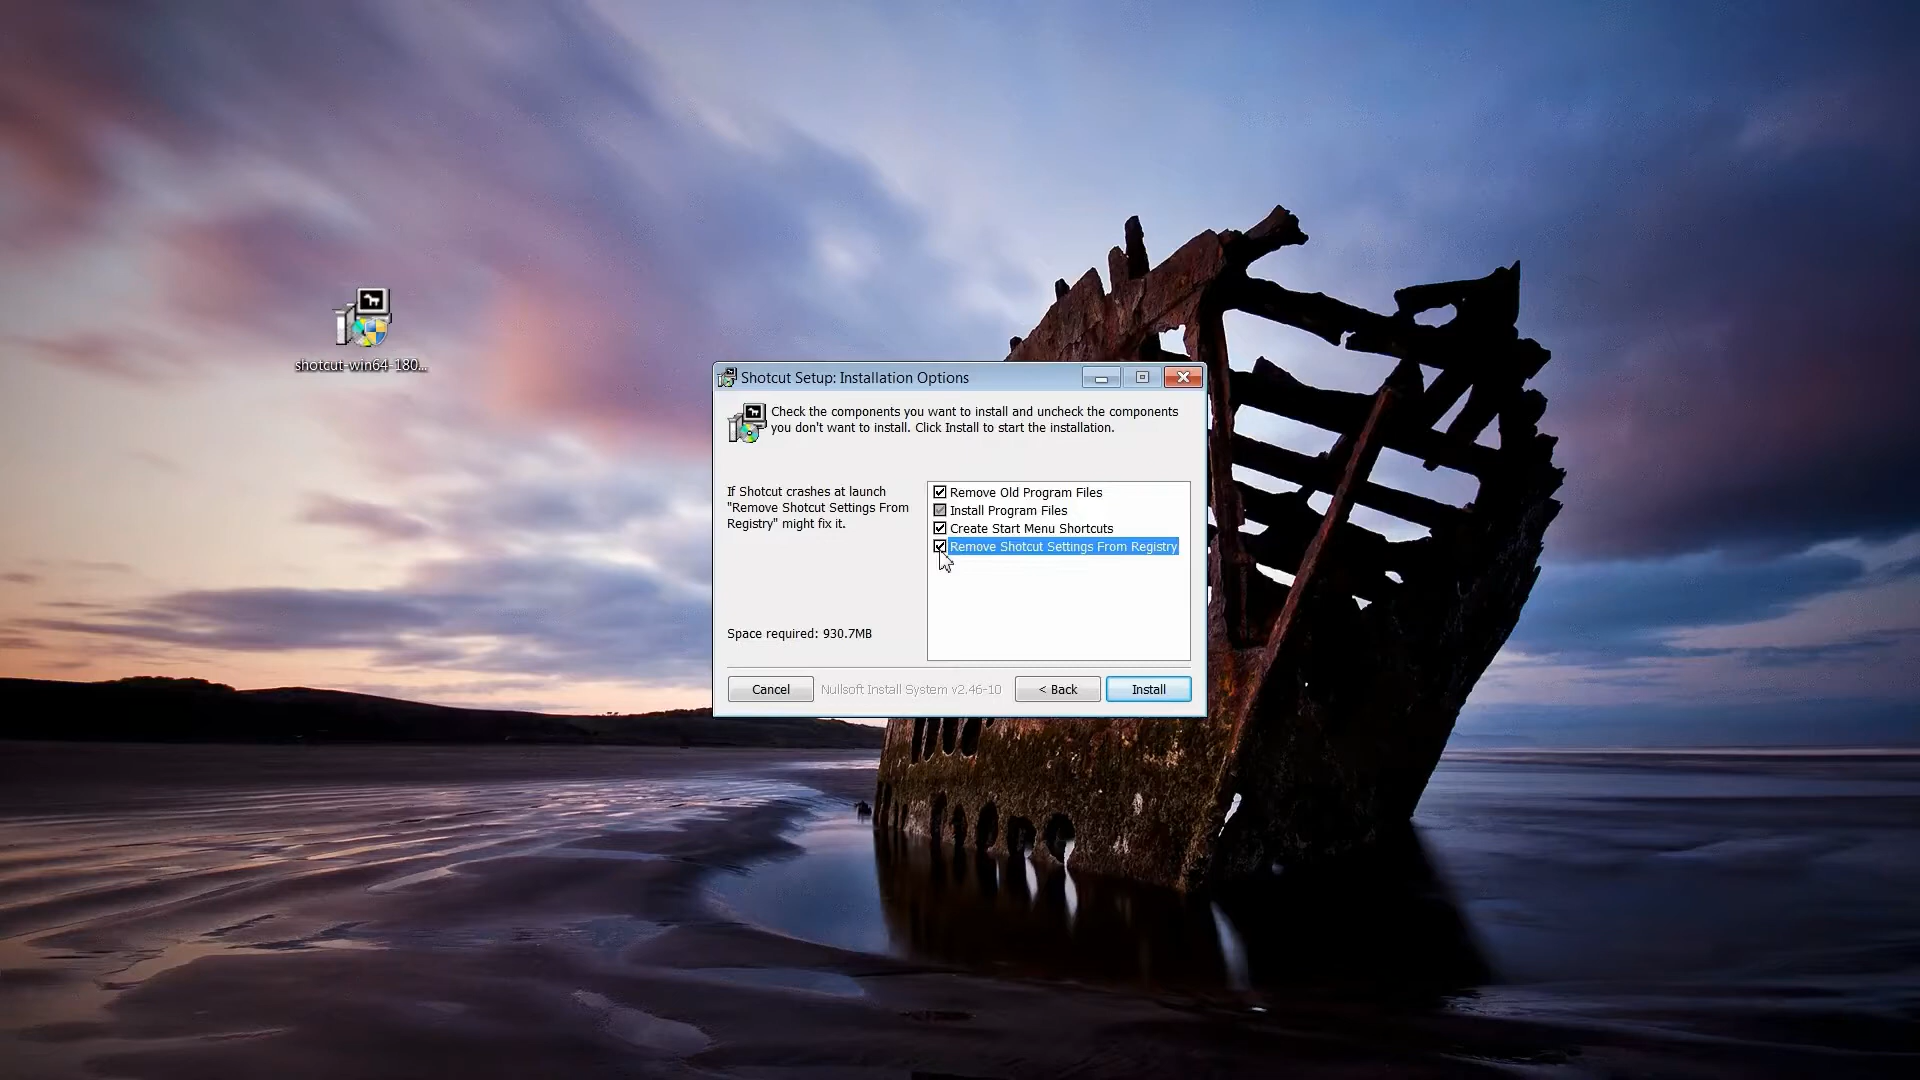 shotcut-win64-180...
Shotcut Setup: Installation Options
Check the components you want to install and uncheck the components
you don't want to install. Click Install to start the installation.
If Shotcut crashes at launch
"Remove Shotcut Settings From
Registry" might fix it.
Remove Old Program Files
Install Program Files
Create Start Menu Shortcuts
Remove Shotcut Settings From Registry
Space required: 930.7MB
Cancel
Nullsoft Install System v2.46-10
< Back
Install